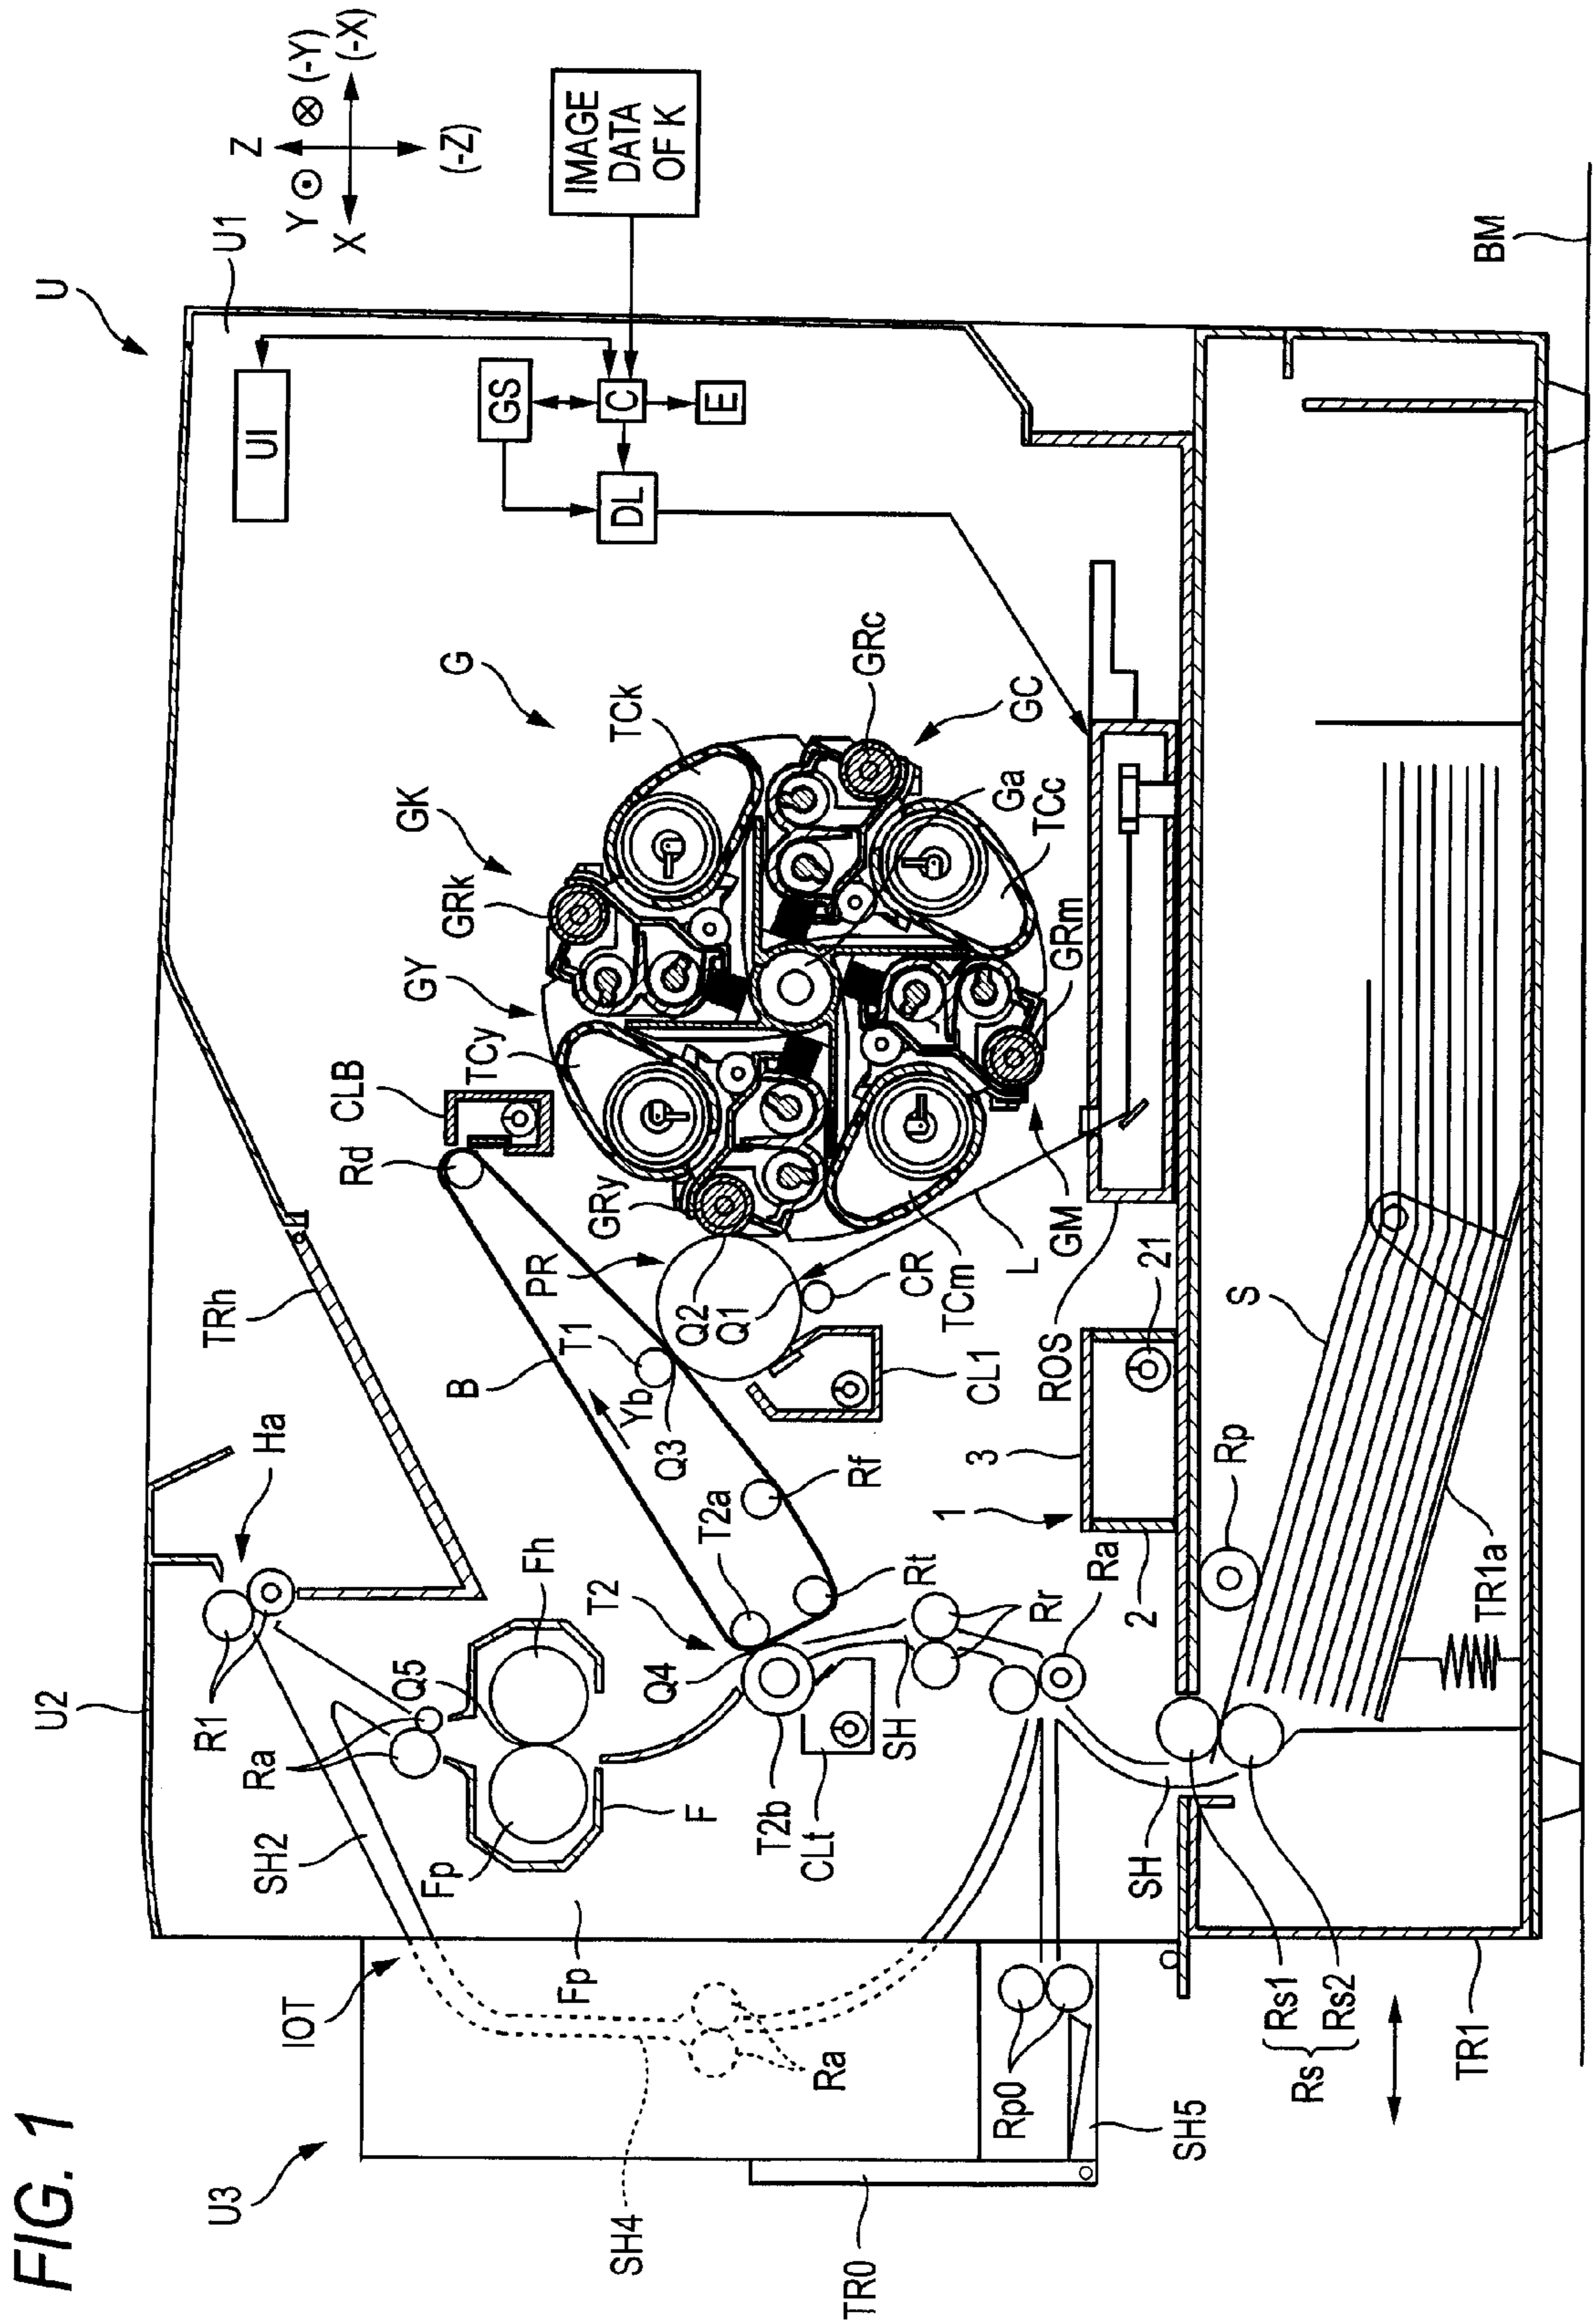 FIG. 1
U
U1
U2
U3
Z
(-Z)
Y
(-Y)
X
(-X)
IMAGE
DATA
OF K
UI
GS
C
E
DL
G
TCk
GRc
GC
GK
GRk
GY
TCy
CLB
Rd
GRy
PR
Ga
TCc
GRm
GM
L
TCm
CR
Q2
Q1
T1
B
Yb
Q3
TRh
Ha
R1
Ra
Q5
Fh
Fp
F
SH2
IOT
Fp
T2
T2a
Q4
T2b
CLt
Rf
Rt
Rr
Ra
SH
CL1
ROS
21
3
1
2
Rp
S
TR1a
BM
SH
Rs1
Rs2
Rs
TR1
Rp0
SH5
Ra
SH4
TR0